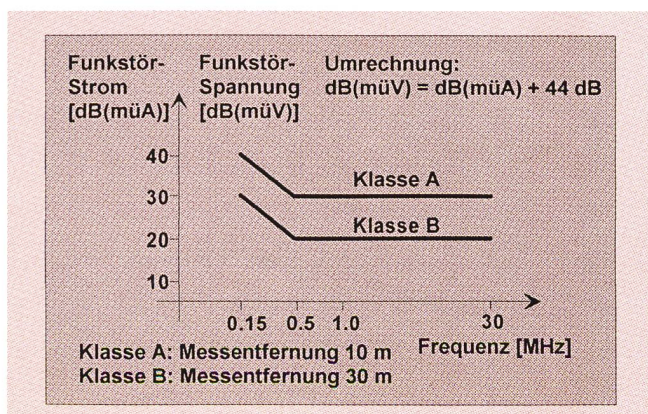 Funkstör-
Strom
[dB(müA)]
Funkstör-
Spannung
[dB(müV)]
Umrechnung:
dB(müV) = dB(müA) + 44 dB
40
30
20
10
Klasse A
Klasse B
0.15 0.5 1.0 30
Frequenz [MHz]
Klasse A: Messentfernung 10 m
Klasse B: Messentfernung 30 m